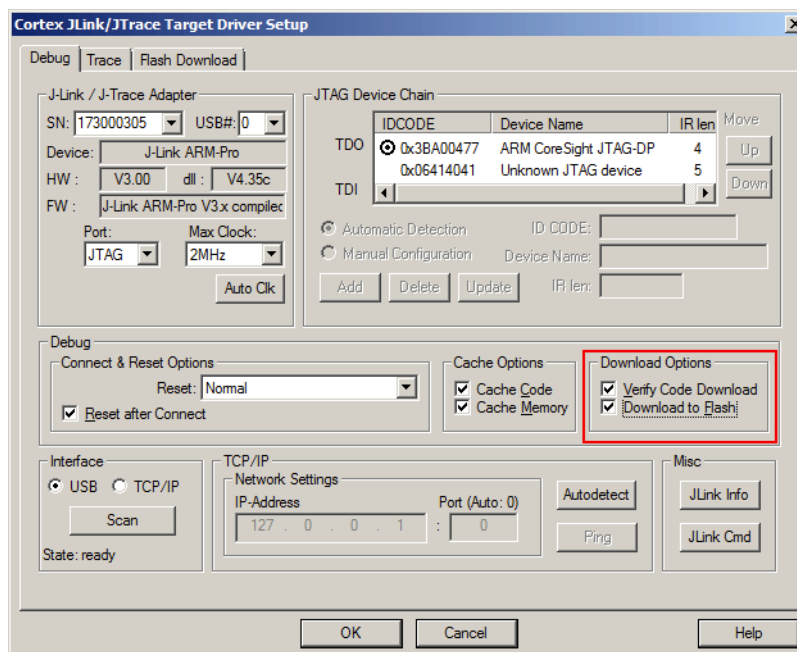 Cortex JLink/JTrace Target Driver Setup
Debug Trace Flash Download
J-Link / J-Trace Adapter
SN: 173000305 USB#: 0
Device: J-Link ARM-Pro
HW : V3.00 dll : V4.35c
FW : J-Link ARM-Pro V3.x compiled
Port: Max Clock:
JTAG 2MHz
Auto Clk
JTAG Device Chain
IDCODE Device Name IR len Move
TDO 0x3BA00477 ARM CoreSight JTAG-DP 4 Up
0x06414041 Unknown JTAG device 5
TDI Down
Automatic Detection ID CODE:
Manual Configuration Device Name:
Add Delete Update IR len:
Debug
Connect & Reset Options
Reset: Normal
Reset after Connect
Cache Options
Cache Code
Cache Memory
Download Options
Verify Code Download
Download to Flash
Interface
USB TCP/IP
Scan
State: ready
TCP/IP
Network Settings
IP-Address Port (Auto: 0)
127 . 0 . 0 . 1 : 0
Autodetect
Ping
Misc
JLink Info
JLink Cmd
OK Cancel Help